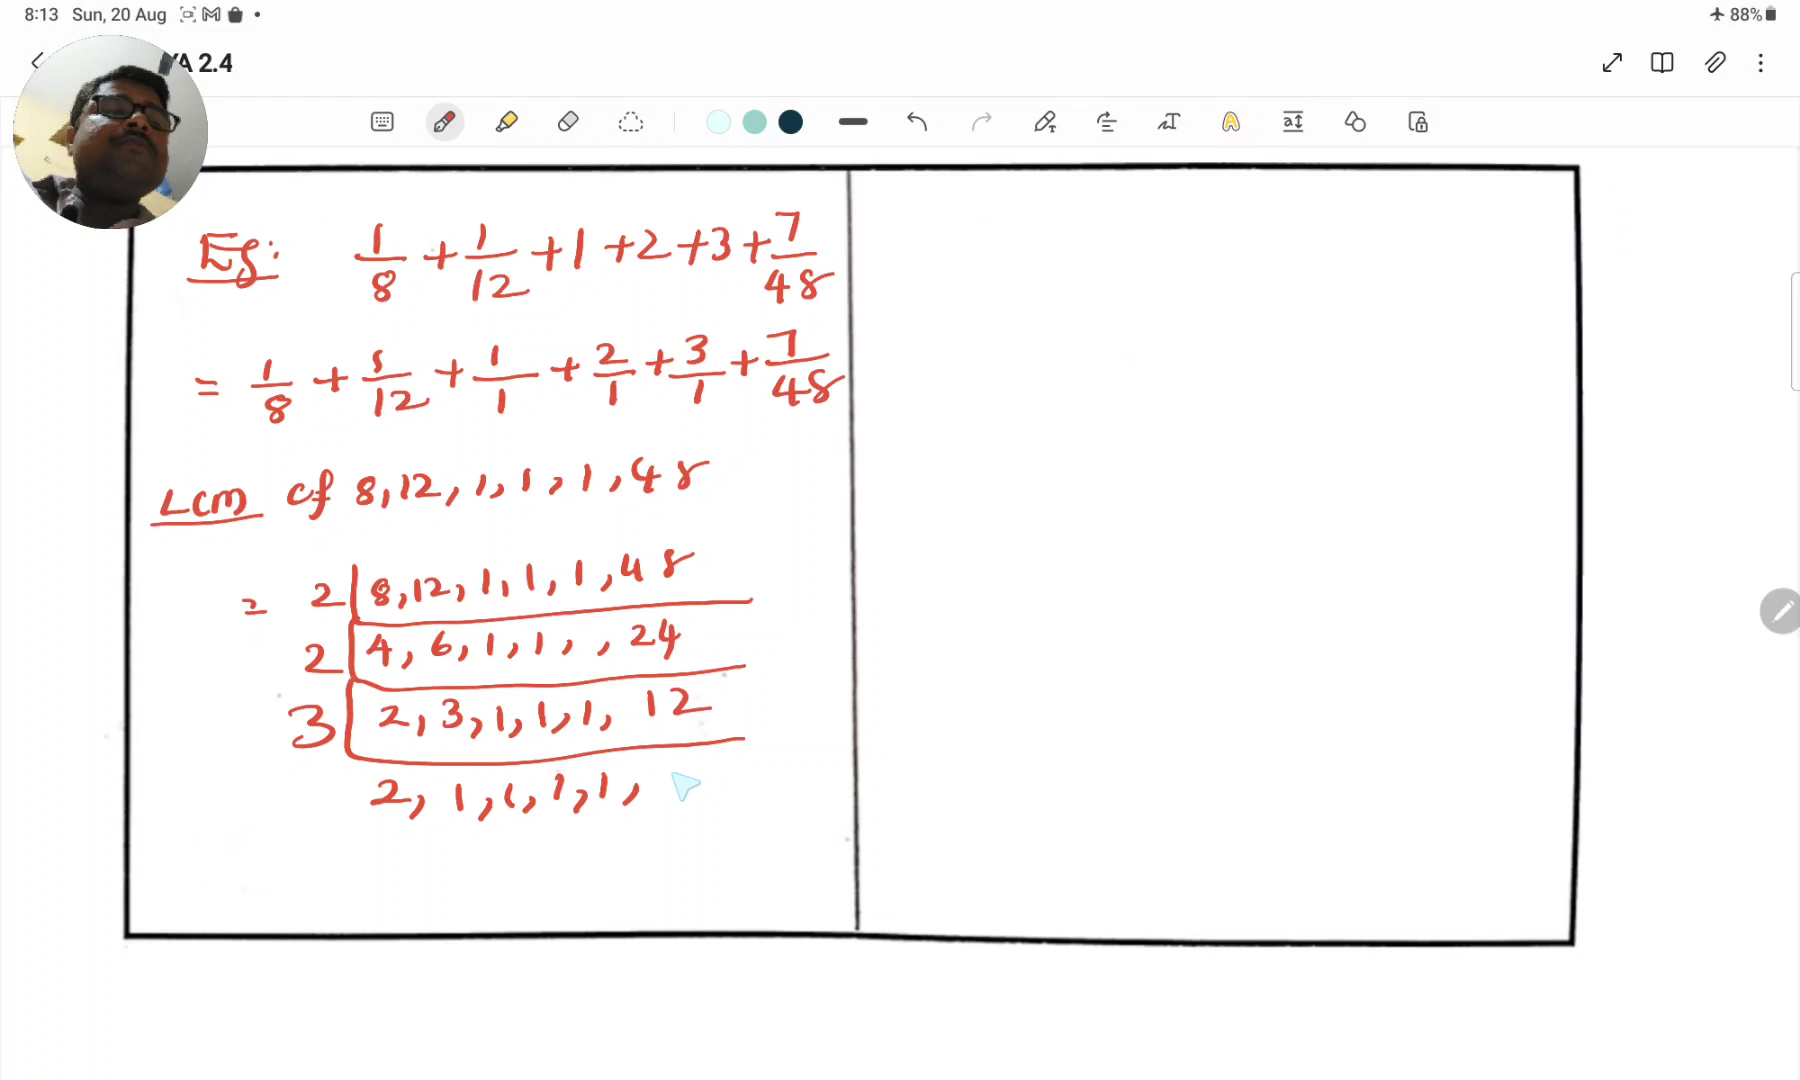 8:13 Sun, 20 Aug
88%
YA 2.4
Eg: 1/8 + 1/12 + 1 + 2 + 3 + 7/48
= 1/8 + 1/12 + 1/1 + 2/1 + 3/1 + 7/48
LCM of 8, 12, 1, 1, 1, 48
= 2 | 8, 12, 1, 1, 1, 48
2 | 4, 6, 1, 1, , 24
3 | 2, 3, 1, 1, 1, 12
2, 1, 1, 1, 1,